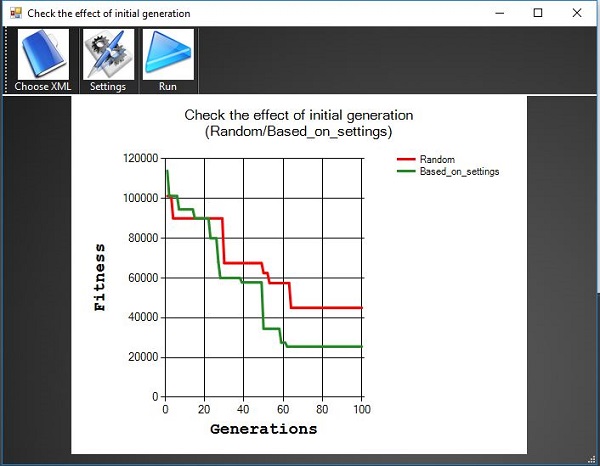 Check the effect of initial generation
Choose XML
Settings
Run
Check the effect of initial generation
(Random/Based_on_settings)
Random
Based_on_settings
120000
100000
80000
60000
40000
20000
0
Fitness
0 20 40 60 80 100
Generations